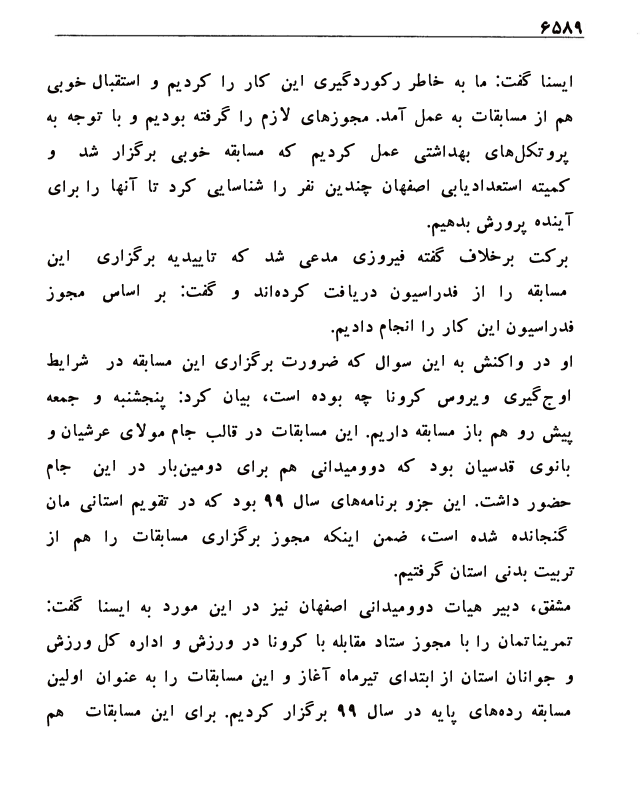 ۶۵۸۹
ایسنا گفت: ما به خاطر رکوردگیری این کار را کردیم و استقبال خوبی
هم از مسابقات به عمل آمد. مجوزهای لازم را گرفته بودیم و با توجه به
پروتکل‌های بهداشتی عمل کردیم که مسابقه خوبی برگزار شد و
کمیته استعدادیابی اصفهان چندین نفر را شناسایی کرد تا آنها را برای
آینده پرورش بدهیم.
برکت برخلاف گفته فیروزی مدعی شد که تاییدیه برگزاری این
مسابقه را از فدراسیون دریافت کرده‌اند و گفت: بر اساس مجوز
فدراسیون این کار را انجام دادیم.
او در واکنش به این سوال که ضرورت برگزاری این مسابقه در شرایط
اوج‌گیری ویروس کرونا چه بوده است، بیان کرد: پنجشنبه و جمعه
پیش رو هم باز مسابقه داریم. این مسابقات در قالب جام مولای عرشیان و
بانوی قدسیان بود که دوومیدانی هم برای دومین‌بار در این جام
حضور داشت. این جزو برنامه‌های سال ۹۹ بود که در تقویم استانی مان
گنجانده شده است، ضمن اینکه مجوز برگزاری مسابقات را هم از
تربیت بدنی استان گرفتیم.
مشفق، دبیر هیات دوومیدانی اصفهان نیز در این مورد به ایسنا گفت:
تمریناتمان را با مجوز ستاد مقابله با کرونا در ورزش و اداره کل ورزش
و جوانان استان از ابتدای تیرماه آغاز و این مسابقات را به عنوان اولین
مسابقه رده‌های پایه در سال ۹۹ برگزار کردیم. برای این مسابقات هم